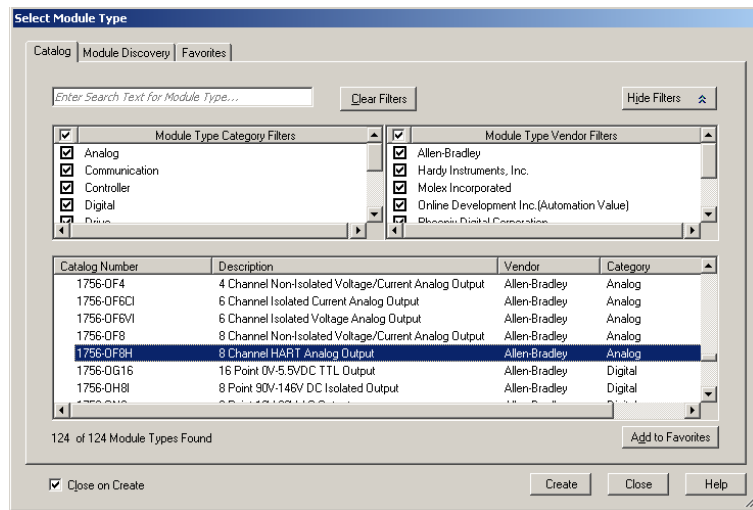 Select Module Type
Catalog Module Discovery Favorites
Enter Search Text for Module Type... Clear Filters Hide Filters
Module Type Category Filters Module Type Vendor Filters
Analog Allen-Bradley
Communication Hardy Instruments, Inc.
Controller Molex Incorporated
Digital Online Development Inc.(Automation Value)
Drive Phoenix Digital Corporation
Catalog Number Description Vendor Category
1756-OF4 4 Channel Non-Isolated Voltage/Current Analog Output Allen-Bradley Analog
1756-OF6CI 6 Channel Isolated Current Analog Output Allen-Bradley Analog
1756-OF6VI 6 Channel Isolated Voltage Analog Output Allen-Bradley Analog
1756-OF8 8 Channel Non-Isolated Voltage/Current Analog Output Allen-Bradley Analog
1756-OF8H 8 Channel HART Analog Output Allen-Bradley Analog
1756-OG16 16 Point 0V-5.5VDC TTL Output Allen-Bradley Digital
1756-OH8I 8 Point 90V-146V DC Isolated Output Allen-Bradley Digital
124 of 124 Module Types Found Add to Favorites
Close on Create Create Close Help